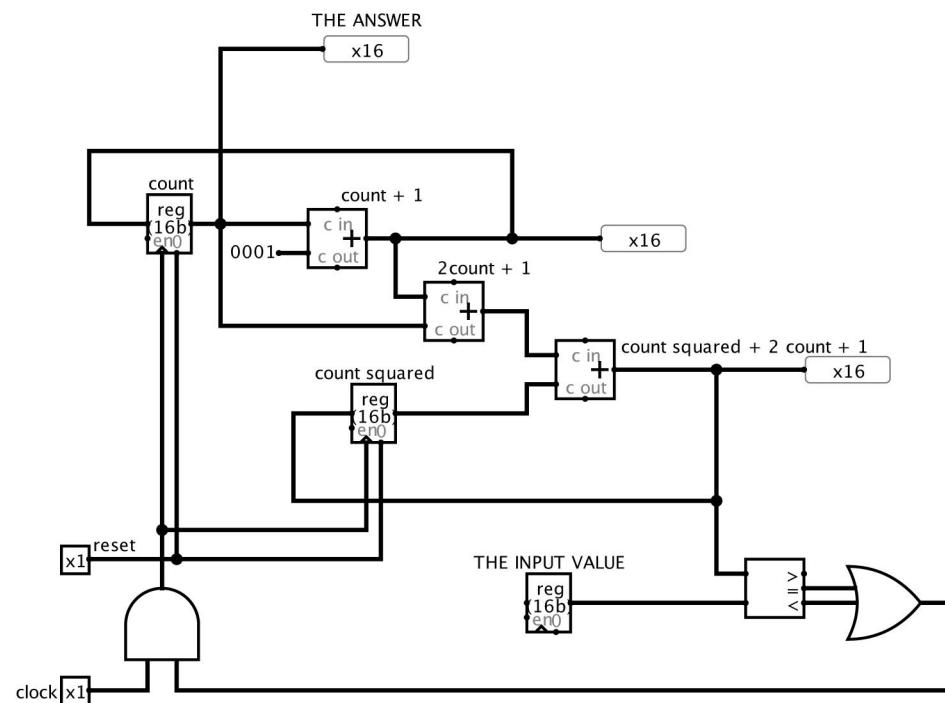 THE ANSWER
x16
count
reg
(16b)
en0
count + 1
c in
+
c out
0001
x16
2count + 1
c in
+
c out
count squared + 2 count + 1
c in
+
c out
x16
count squared
reg
(16b)
en0
reset
x1
THE INPUT VALUE
reg
(16b)
en0
>
=
<
clock x1